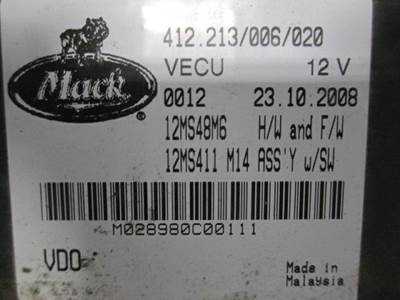 Mack
412.213/006/020
VECU 12 V
0012 23.10.2008
12MS48M6 H/W and F/W
12MS411 M14 ASS'Y w/SW
M028980C00111
VDO
Made in
Malaysia